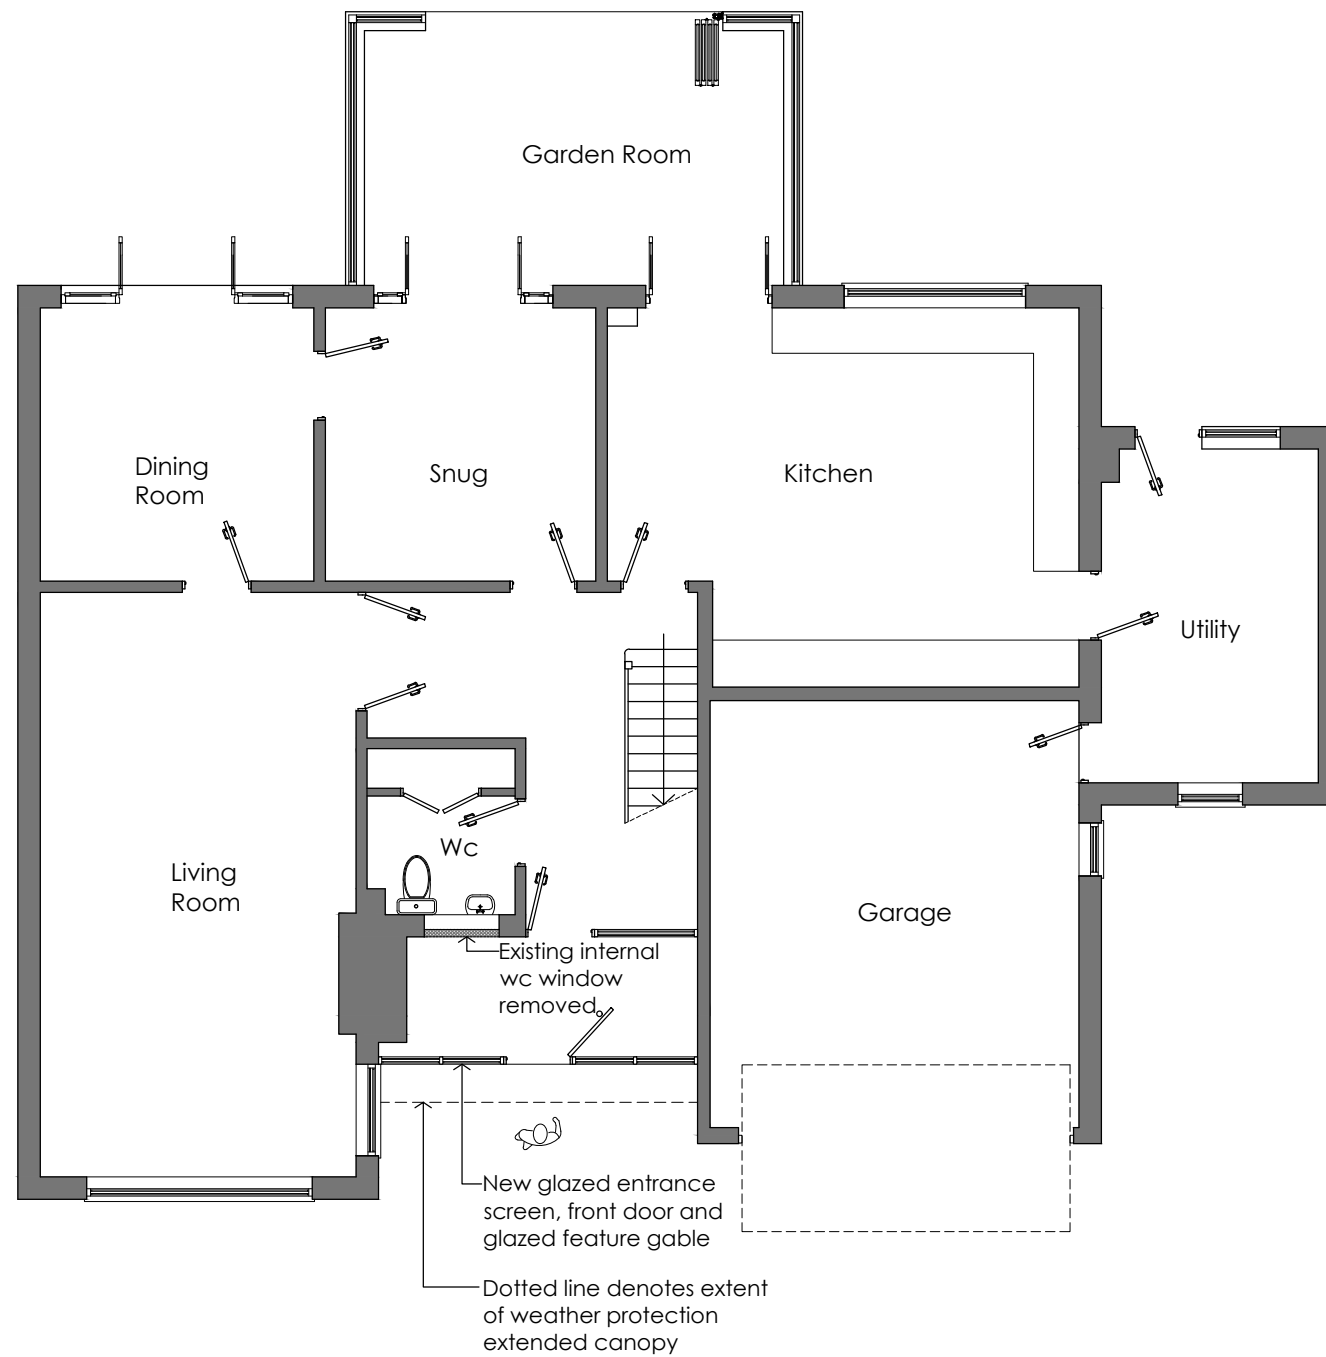 Garden Room
Dining
Room
Snug
Kitchen
Utility
Wc
Living
Room
Garage
Existing internal
wc window
removed.
New glazed entrance
screen, front door and
glazed feature gable
Dotted line denotes extent
of weather protection
extended canopy